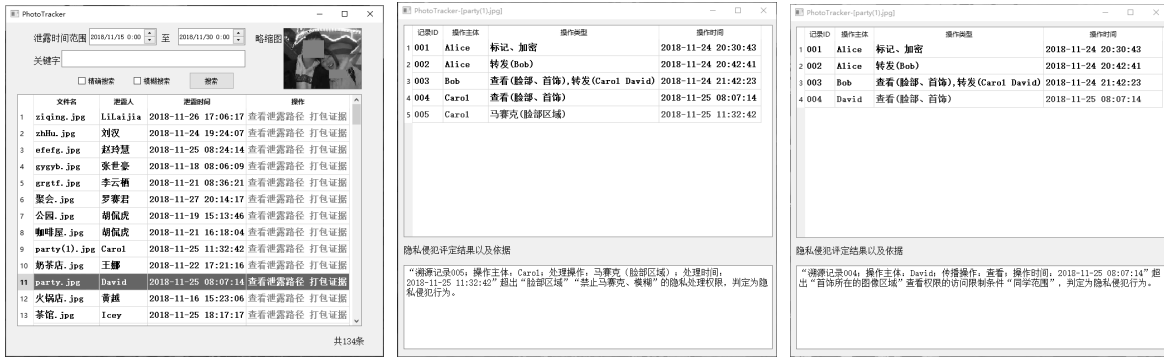 PhotoTracker
泄露时间范围 2018/11/15 0:00 至 2018/11/30 0:00 略缩图
关键字
精确搜索 模糊搜索 搜索
文件名 泄露人 泄露时间 操作
1 ziqing.jpg LiLaijia 2018-11-26 17:06:17 查看泄露路径 打包证据
2 zhHu.jpg 刘汉 2018-11-24 19:24:07 查看泄露路径 打包证据
3 efefg.jpg 赵玲慧 2018-11-25 08:24:14 查看泄露路径 打包证据
4 gygyb.jpg 张世豪 2018-11-18 08:06:09 查看泄露路径 打包证据
5 grgtf.jpg 李云栖 2018-11-21 08:36:21 查看泄露路径 打包证据
6 聚会.jpg 罗赛君 2018-11-27 20:14:17 查看泄露路径 打包证据
7 公园.jpg 胡侃虎 2018-11-19 15:13:46 查看泄露路径 打包证据
8 咖啡屋.jpg 胡侃虎 2018-11-21 16:18:04 查看泄露路径 打包证据
9 party(1).jpg Carol 2018-11-25 11:32:42 查看泄露路径 打包证据
10 奶茶店.jpg 王娜 2018-11-22 17:21:16 查看泄露路径 打包证据
11 party.jpg David 2018-11-25 08:07:14 查看泄露路径 打包证据
12 火锅店.jpg 黄越 2018-11-16 15:23:06 查看泄露路径 打包证据
13 茶馆.jpg Icey 2018-11-25 18:17:17 查看泄露路径 打包证据
共134条
PhotoTracker-[party(1).jpg]
记录ID 操作主体 操作类型 操作时间
1 001 Alice 标记、加密 2018-11-24 20:30:43
2 002 Alice 转发(Bob) 2018-11-24 20:42:41
3 003 Bob 查看(脸部、首饰),转发(Carol David) 2018-11-24 21:42:23
4 004 Carol 查看(脸部、首饰) 2018-11-25 08:07:14
5 005 Carol 马赛克(脸部区域) 2018-11-25 11:32:42
隐私侵犯评定结果以及依据
“溯源记录005：操作主体：Carol；处理操作：马赛克（脸部区域）；处理时间：
2018-11-25 11:32:42”超出“脸部区域”“禁止马赛克、模糊”的隐私处理权限，判定为隐
私侵犯行为。
PhotoTracker-[party(1).jpg]
记录ID 操作主体 操作类型 操作时间
1 001 Alice 标记、加密 2018-11-24 20:30:43
2 002 Alice 转发(Bob) 2018-11-24 20:42:41
3 003 Bob 查看(脸部、首饰),转发(Carol David) 2018-11-24 21:42:23
4 004 David 查看(脸部、首饰) 2018-11-25 08:07:14
隐私侵犯评定结果以及依据
“溯源记录004：操作主体：David；传播操作：查看；操作时间：2018-11-25 08:07:14”超
出“首饰所在的图像区域”查看权限的访问限制条件“同学范围”，判定为隐私侵犯行为。